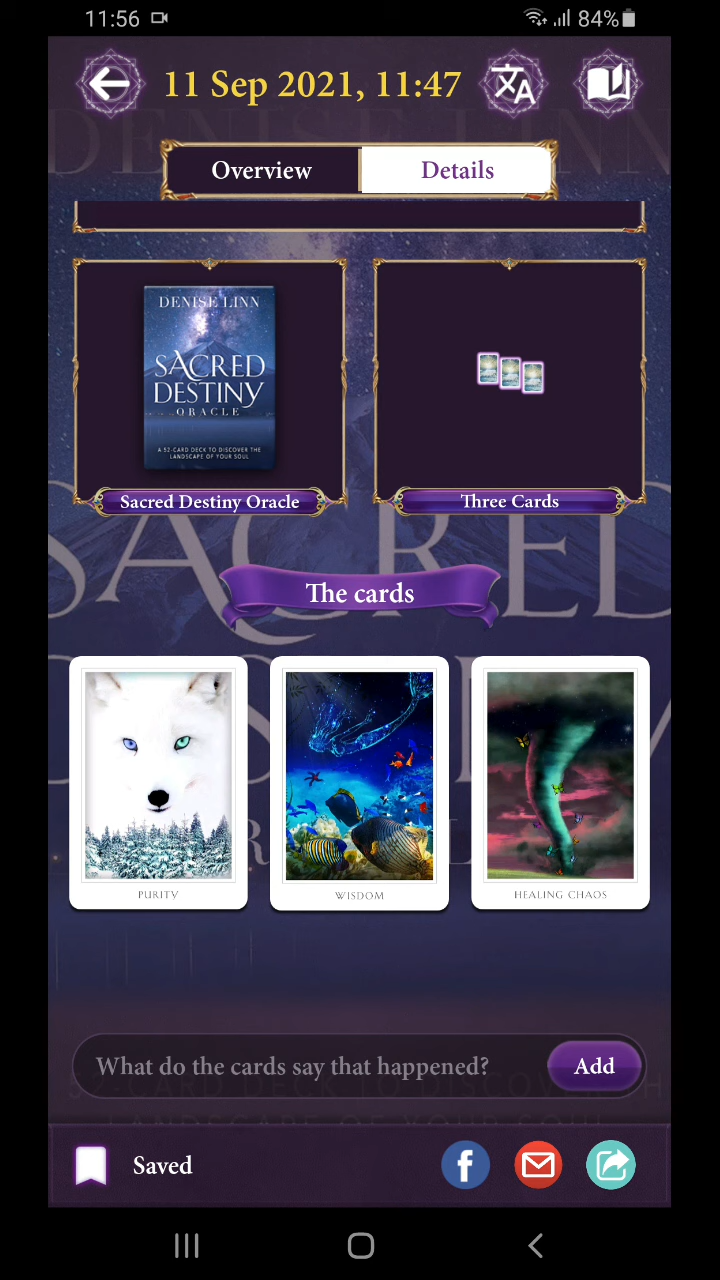 11:56
84%
11 Sep 2021, 11:47
Overview
Details
DENISE LINN
SACRED
DESTINY
ORACLE
A 52-CARD DECK TO DISCOVER THE
LANDSCAPE OF YOUR SOUL
Sacred Destiny Oracle
Three Cards
The cards
PURITY
WISDOM
HEALING CHAOS
What do the cards say that happened?
Add
Saved